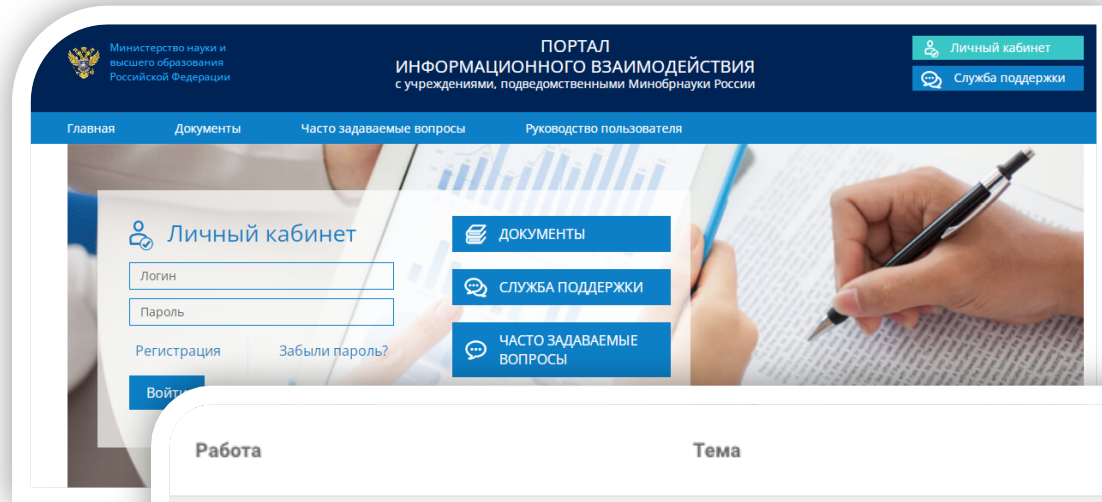 Министерство науки и
высшего образования
Российской Федерации
ПОРТАЛ
ИНФОРМАЦИОННОГО ВЗАИМОДЕЙСТВИЯ
с учреждениями, подведомственными Минобрнауки России
Личный кабинет
Служба поддержки
Главная Документы Часто задаваемые вопросы Руководство пользователя
Личный кабинет
Логин
Пароль
Регистрация Забыли пароль?
Войти
ДОКУМЕНТЫ
СЛУЖБА ПОДДЕРЖКИ
ЧАСТО ЗАДАВАЕМЫЕ
ВОПРОСЫ
Работа Тема